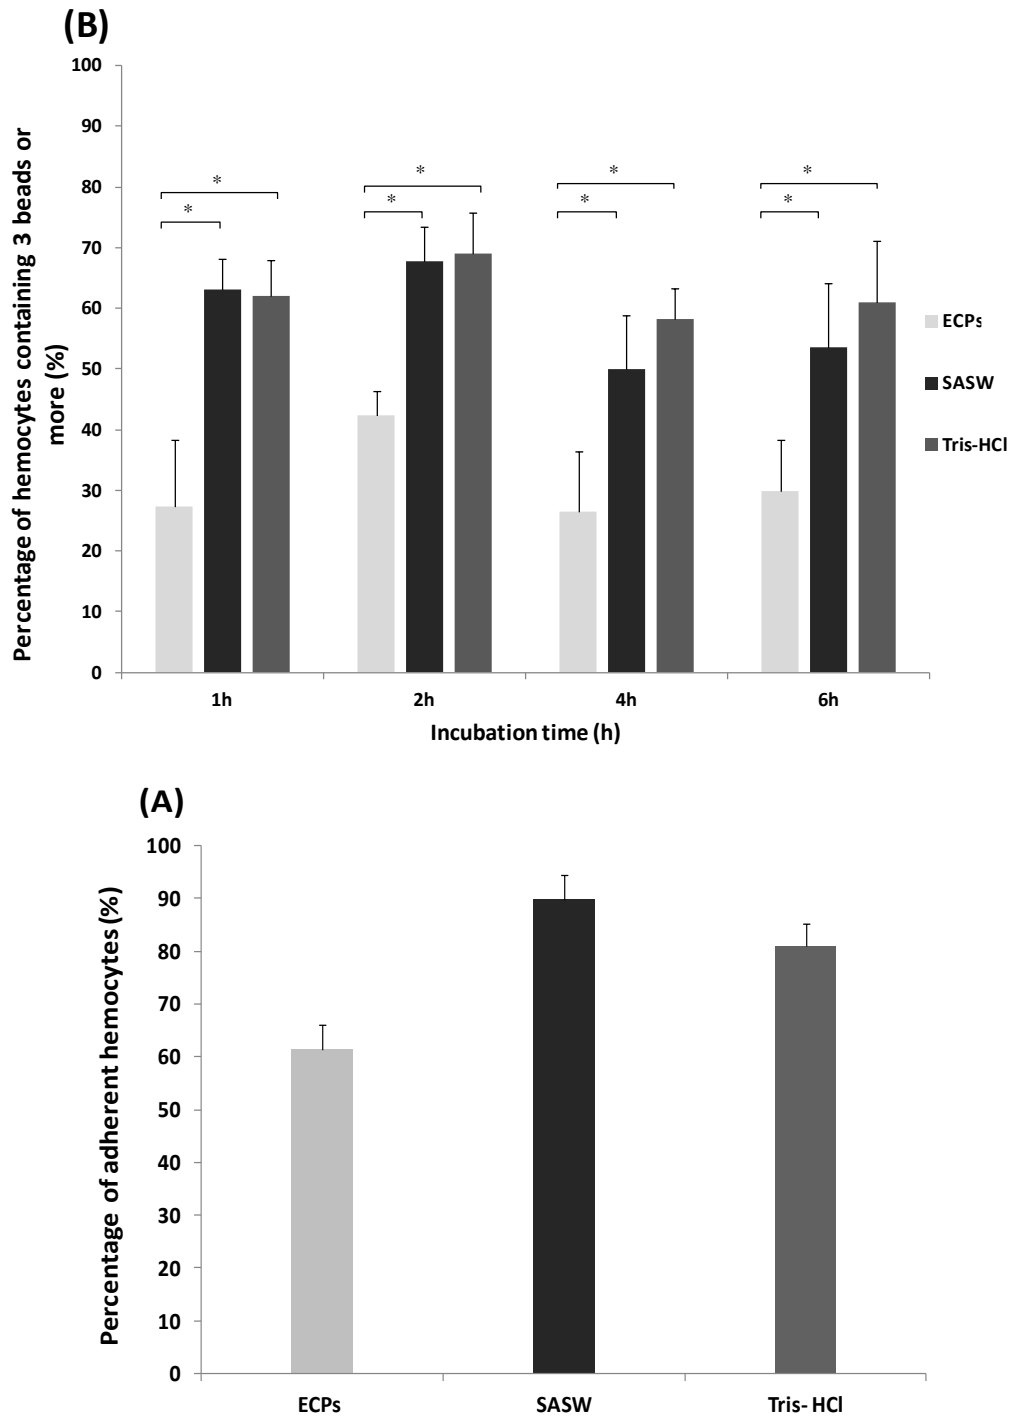 (B)
Percentage of hemocytes containing 3 beads or
more (%)
100
90
80
70
60
50
40
30
20
10
0
* * * *
* * * *
ECPs
SASW
Tris-HCl
1h 2h 4h 6h
Incubation time (h)
(A)
Percentage of adherent hemocytes (%)
100
90
80
70
60
50
40
30
20
10
0
ECPs SASW Tris- HCl